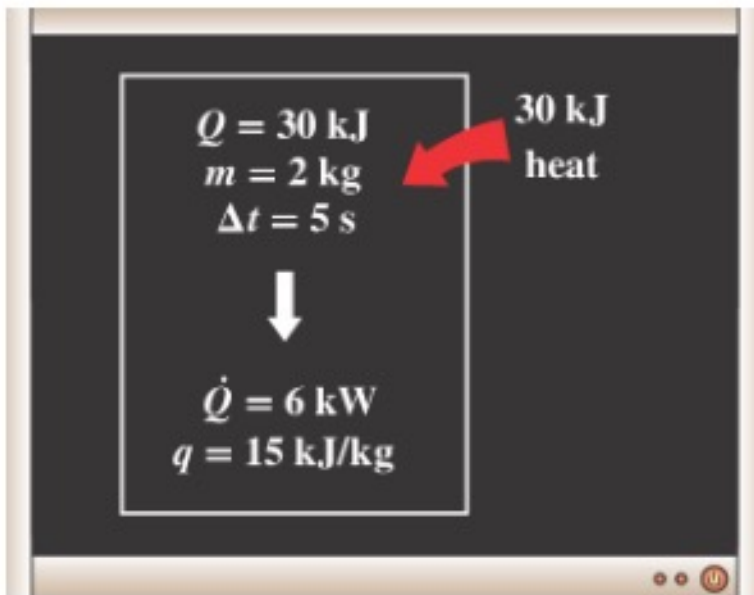 Q = 30 kJ
m = 2 kg
Δt = 5 s
30 kJ
heat
Q̇ = 6 kW
q = 15 kJ/kg